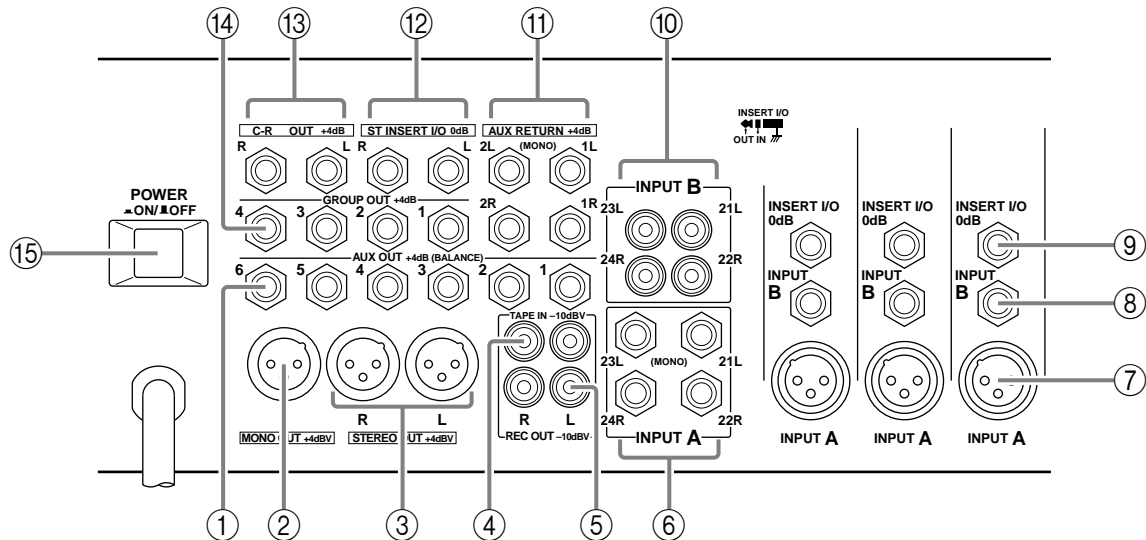 ⑭ ⑬ ⑫ ⑪ ⑩
INSERT I/O
OUT IN
C-R OUT +4dB
ST INSERT I/O 0dB
AUX RETURN +4dB
R L R L 2L (MONO) 1L
POWER
ON/ OFF
⑮
GROUP OUT +4dB
4 3 2 1 2R 1R
AUX OUT +4dB (BALANCE)
6 5 4 3 2 1
INPUT B
23L 21L
24R 22R
INSERT I/O
0dB
INSERT I/O
0dB
INSERT I/O
0dB
⑨
INPUT
B
INPUT
B
INPUT
B
⑧
TAPE IN –10dBV
R L
REC OUT –10dBV
23L (MONO) 21L
24R 22R
INPUT A
⑦
R L
MONO OUT +4dBV
STEREO OUT +4dBV
INPUT A
INPUT A
INPUT A
① ② ③ ④ ⑤ ⑥